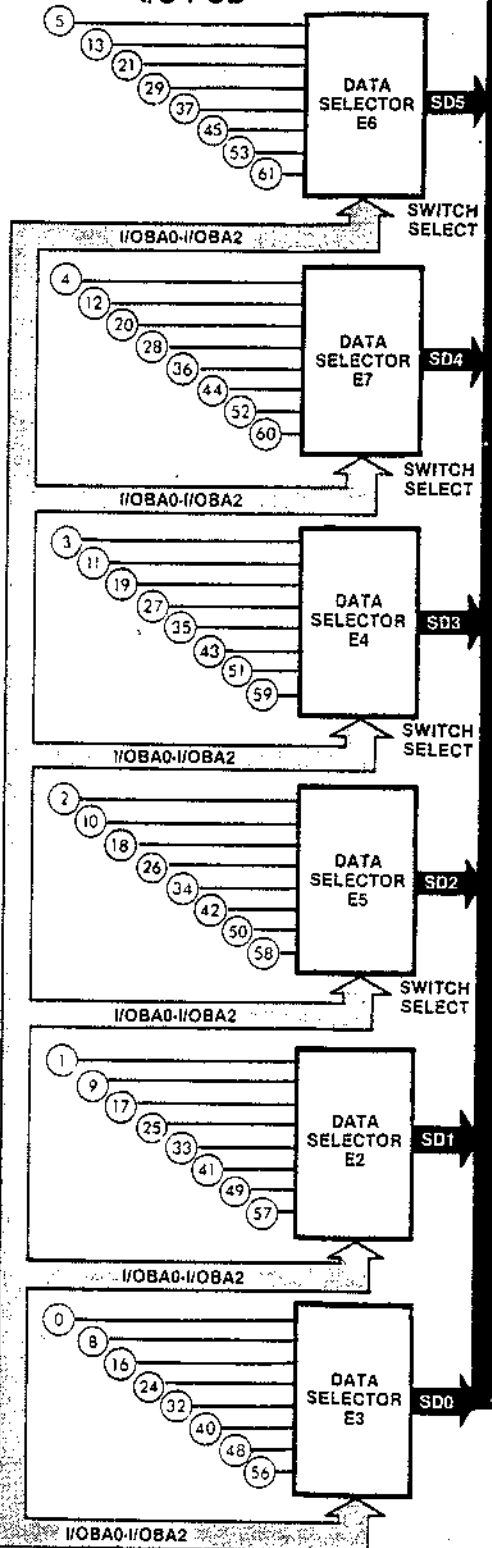 5
13
21
29
37
45
53
61
DATA
SELECTOR
E6
SD5
SWITCH
SELECT
I/OBA0-I/OBA2
4
12
20
28
36
44
52
60
DATA
SELECTOR
E7
SD4
SWITCH
SELECT
I/OBA0-I/OBA2
3
11
19
27
35
43
51
59
DATA
SELECTOR
E4
SD3
SWITCH
SELECT
I/OBA0-I/OBA2
2
10
18
26
34
42
50
58
DATA
SELECTOR
E5
SD2
SWITCH
SELECT
I/OBA0-I/OBA2
1
9
17
25
33
41
49
57
DATA
SELECTOR
E2
SD1
I/OBA0-I/OBA2
0
8
16
24
32
40
48
56
DATA
SELECTOR
E3
SD0
I/OBA0-I/OBA2